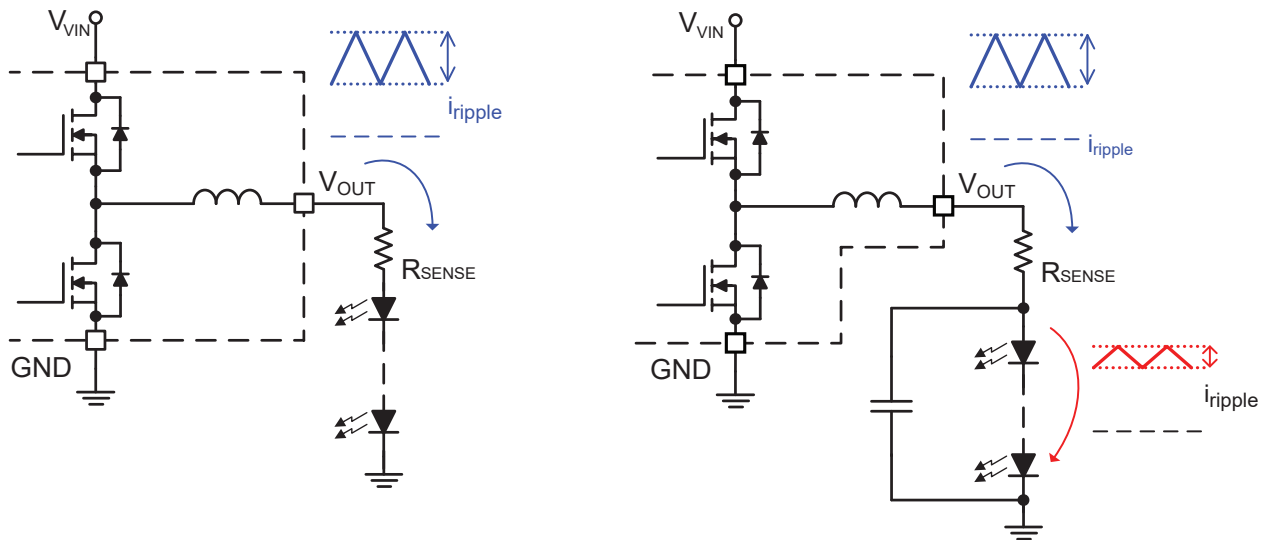 VVIN
iripple
VOUT
RSENSE
GND
VVIN
iripple
VOUT
RSENSE
GND
iripple